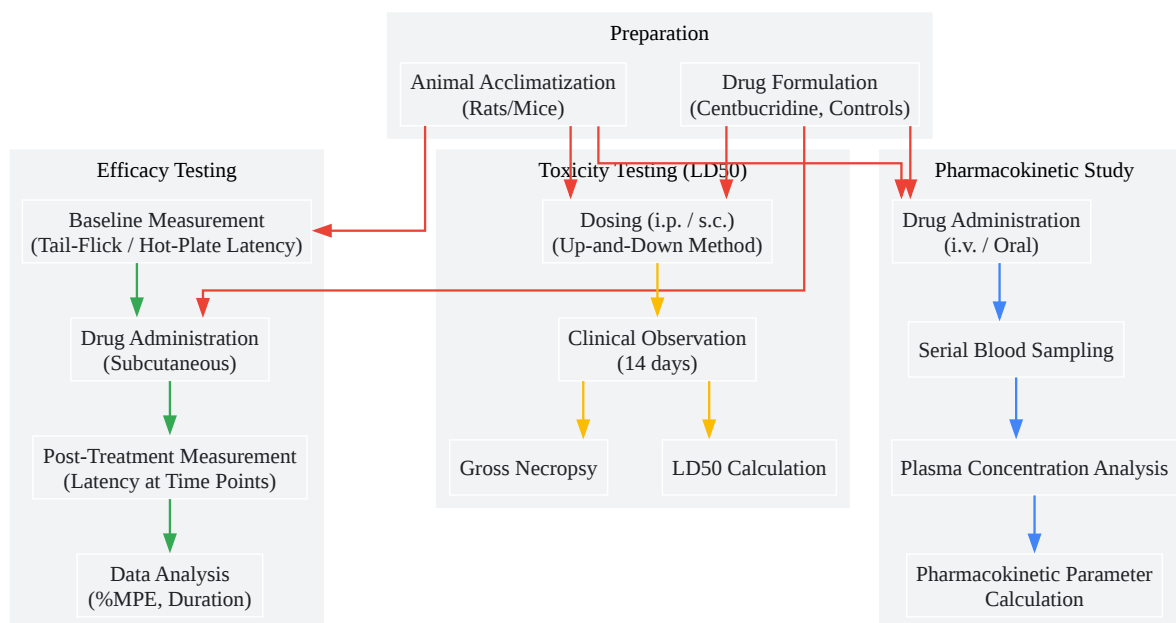 Preparation
Animal Acclimatization
(Rats/Mice)
Drug Formulation
(Centbucridine, Controls)
Efficacy Testing
Baseline Measurement
(Tail-Flick / Hot-Plate Latency)
Drug Administration
(Subcutaneous)
Post-Treatment Measurement
(Latency at Time Points)
Data Analysis
(%MPE, Duration)
Toxicity Testing (LD50)
Dosing (i.p. / s.c.)
(Up-and-Down Method)
Clinical Observation
(14 days)
Gross Necropsy
LD50 Calculation
Pharmacokinetic Study
Drug Administration
(i.v. / Oral)
Serial Blood Sampling
Plasma Concentration Analysis
Pharmacokinetic Parameter
Calculation